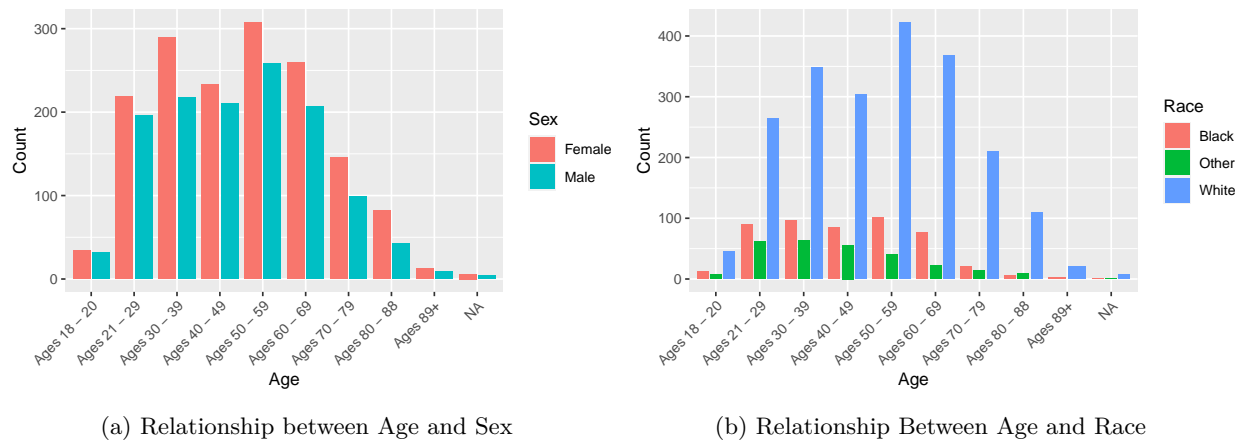 300
200
100
0
Count
Ages 18 – 20
Ages 21 – 29
Ages 30 – 39
Ages 40 – 49
Ages 50 – 59
Ages 60 – 69
Ages 70 – 79
Ages 80 – 88
Ages 89+
NA
Age
Sex
Female
Male
(a) Relationship between Age and Sex
400
300
200
100
0
Count
Ages 18 – 20
Ages 21 – 29
Ages 30 – 39
Ages 40 – 49
Ages 50 – 59
Ages 60 – 69
Ages 70 – 79
Ages 80 – 88
Ages 89+
NA
Age
Race
Black
Other
White
(b) Relationship Between Age and Race